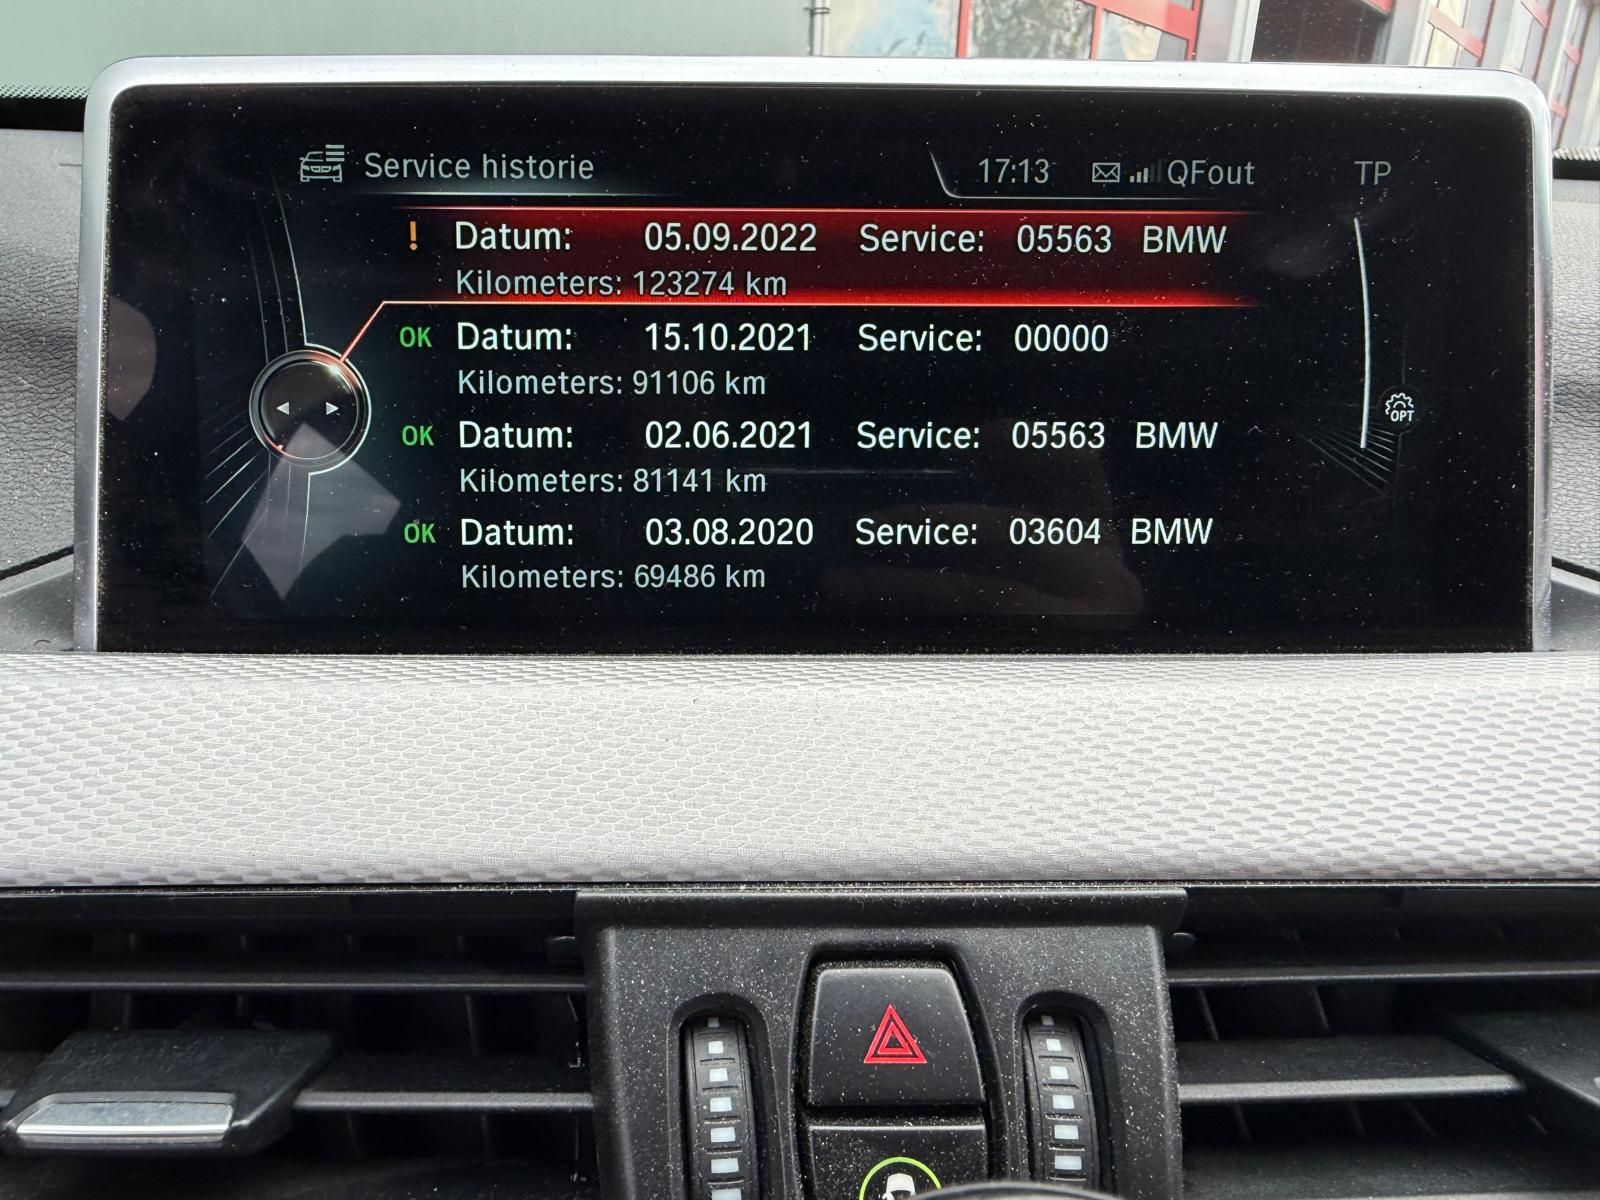 Service historie
17:13 QFout TP
! Datum: 05.09.2022 Service: 05563 BMW
Kilometers: 123274 km
OK Datum: 15.10.2021 Service: 00000
Kilometers: 91106 km
OK Datum: 02.06.2021 Service: 05563 BMW
Kilometers: 81141 km
OPT
OK Datum: 03.08.2020 Service: 03604 BMW
Kilometers: 69486 km